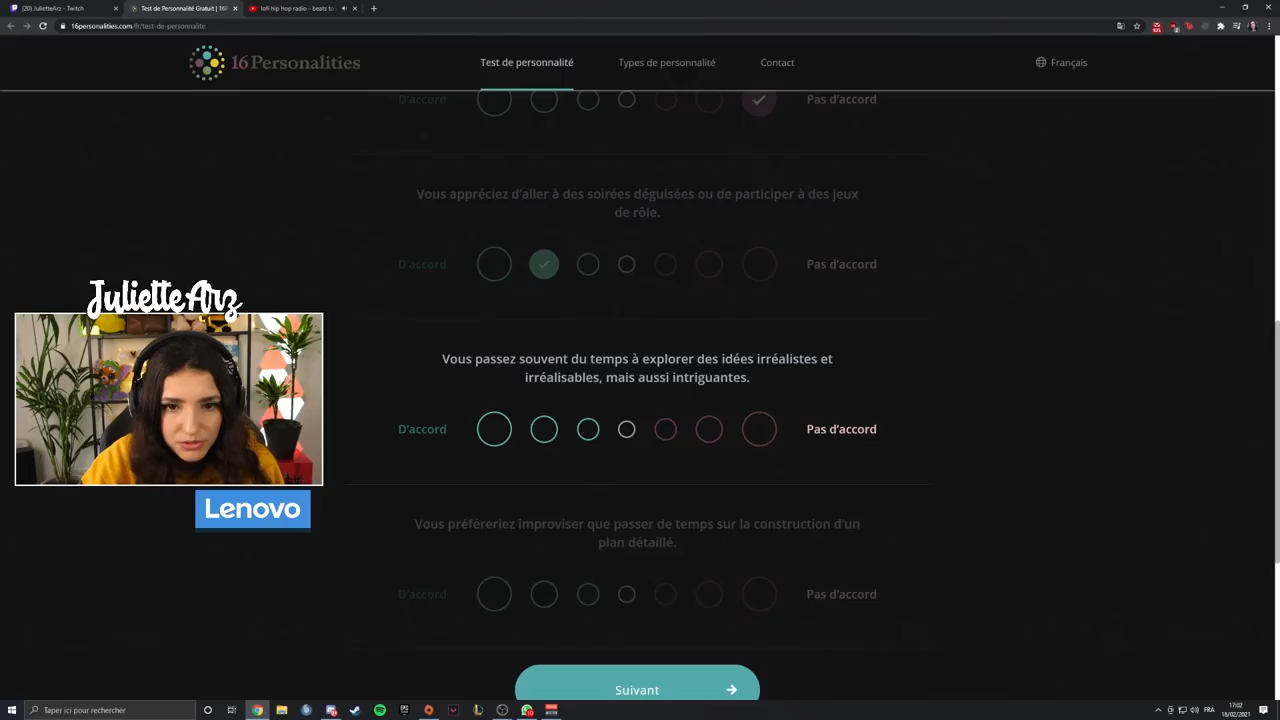 (20) JulietteArz - Twitch
Test de Personnalité Gratuit | 16P
lofi hip hop radio - beats to
16personalities.com/fr/test-de-personnalite
16Personalities
Test de personnalité
Types de personnalité
Contact
Français
D'accord
Pas d'accord
Vous appréciez d'aller à des soirées déguisées ou de participer à des jeux
de rôle.
D'accord
Pas d'accord
JulietteArz
Vous passez souvent du temps à explorer des idées irréalistes et
irréalisables, mais aussi intriguantes.
D'accord
Pas d'accord
Lenovo
Vous préféreriez improviser que passer de temps sur la construction d'un
plan détaillé.
D'accord
Pas d'accord
Suivant
Taper ici pour rechercher
FRA
17:02
16/02/2021